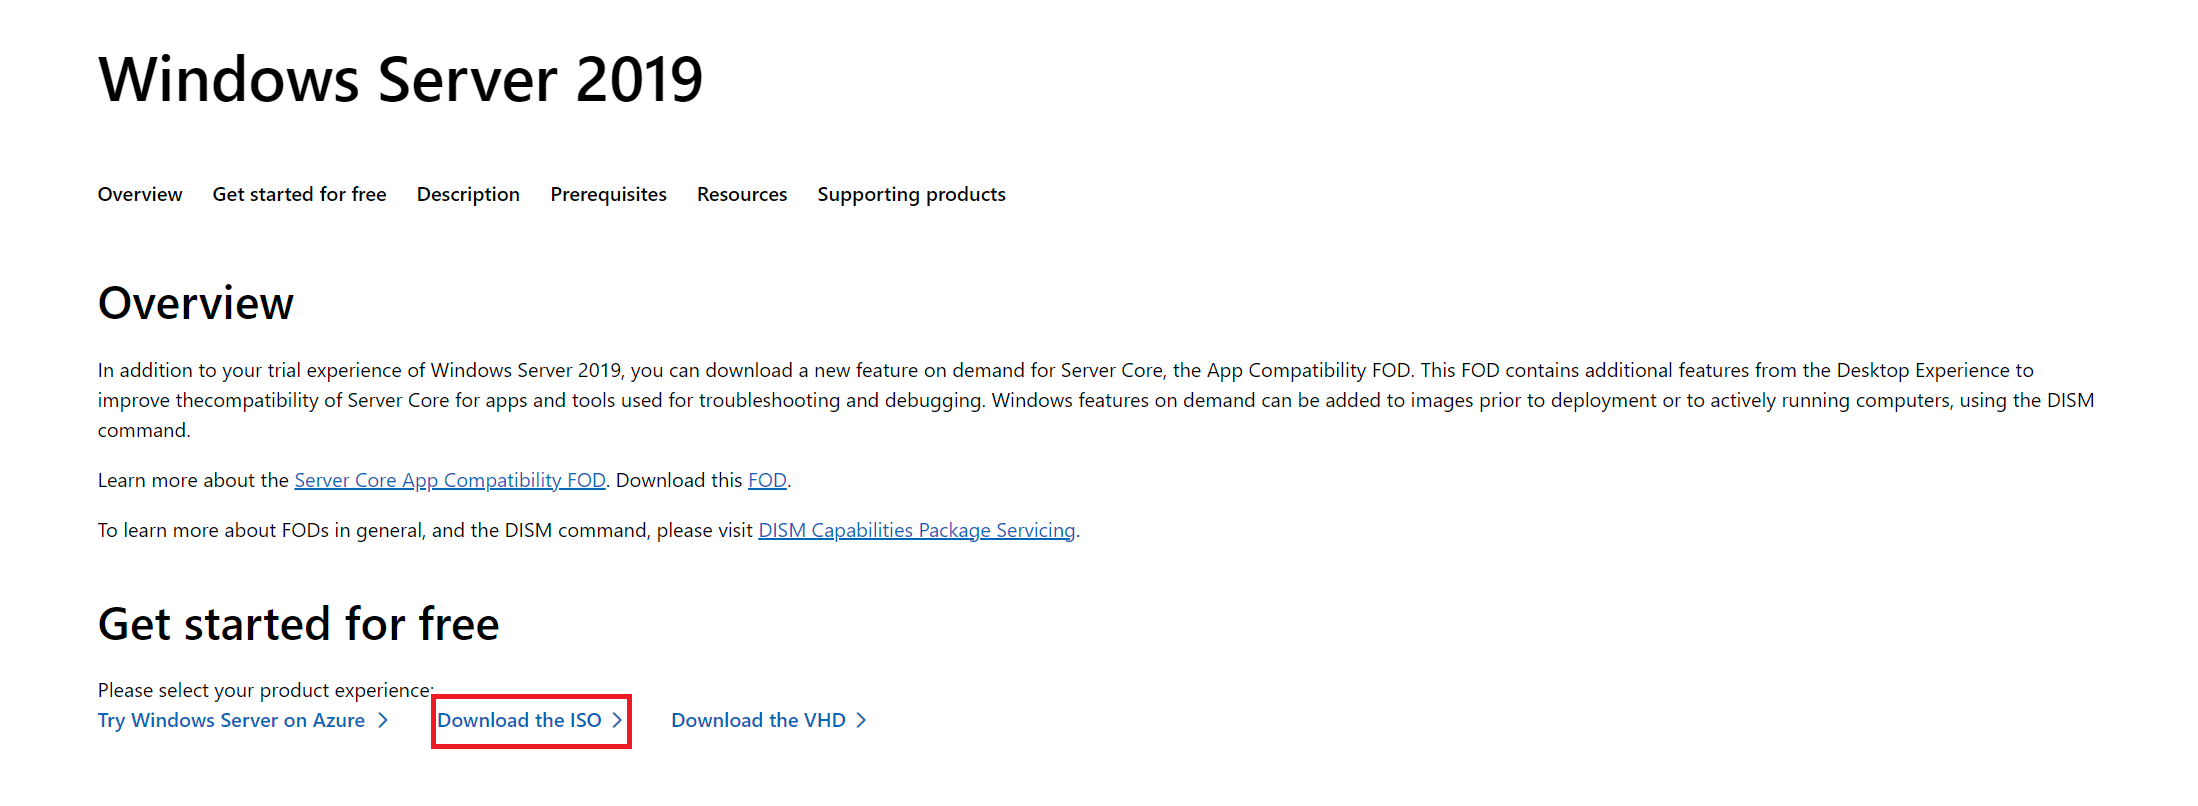 Windows Server 2019
Overview Get started for free Description Prerequisites Resources Supporting products
Overview
In addition to your trial experience of Windows Server 2019, you can download a new feature on demand for Server Core, the App Compatibility FOD. This FOD contains additional features from the Desktop Experience to
improve thecompatibility of Server Core for apps and tools used for troubleshooting and debugging. Windows features on demand can be added to images prior to deployment or to actively running computers, using the DISM
command.
Learn more about the Server Core App Compatibility FOD. Download this FOD.
To learn more about FODs in general, and the DISM command, please visit DISM Capabilities Package Servicing.
Get started for free
Please select your product experience:
Try Windows Server on Azure Download the ISO Download the VHD